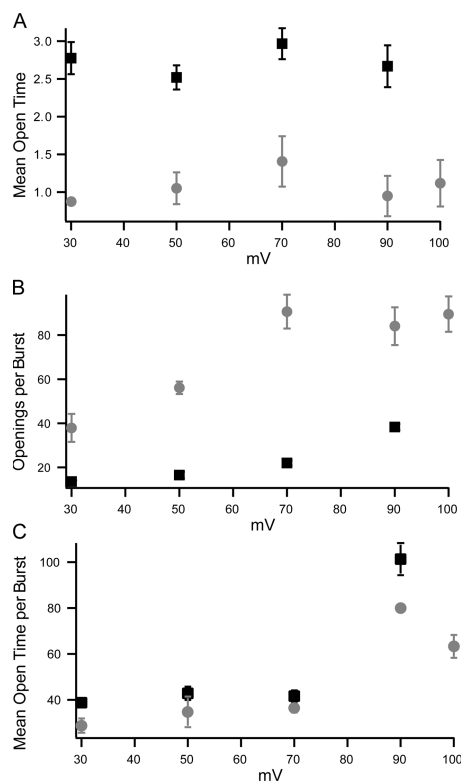 A
3.0
2.5
2.0
1.5
1.0
Mean Open Time
30 40 50 60 70 80 90 100
mV
B
80
60
40
20
Openings per Burst
30 40 50 60 70 80 90 100
mV
C
100
80
60
40
Mean Open Time per Burst
30 40 50 60 70 80 90 100
mV